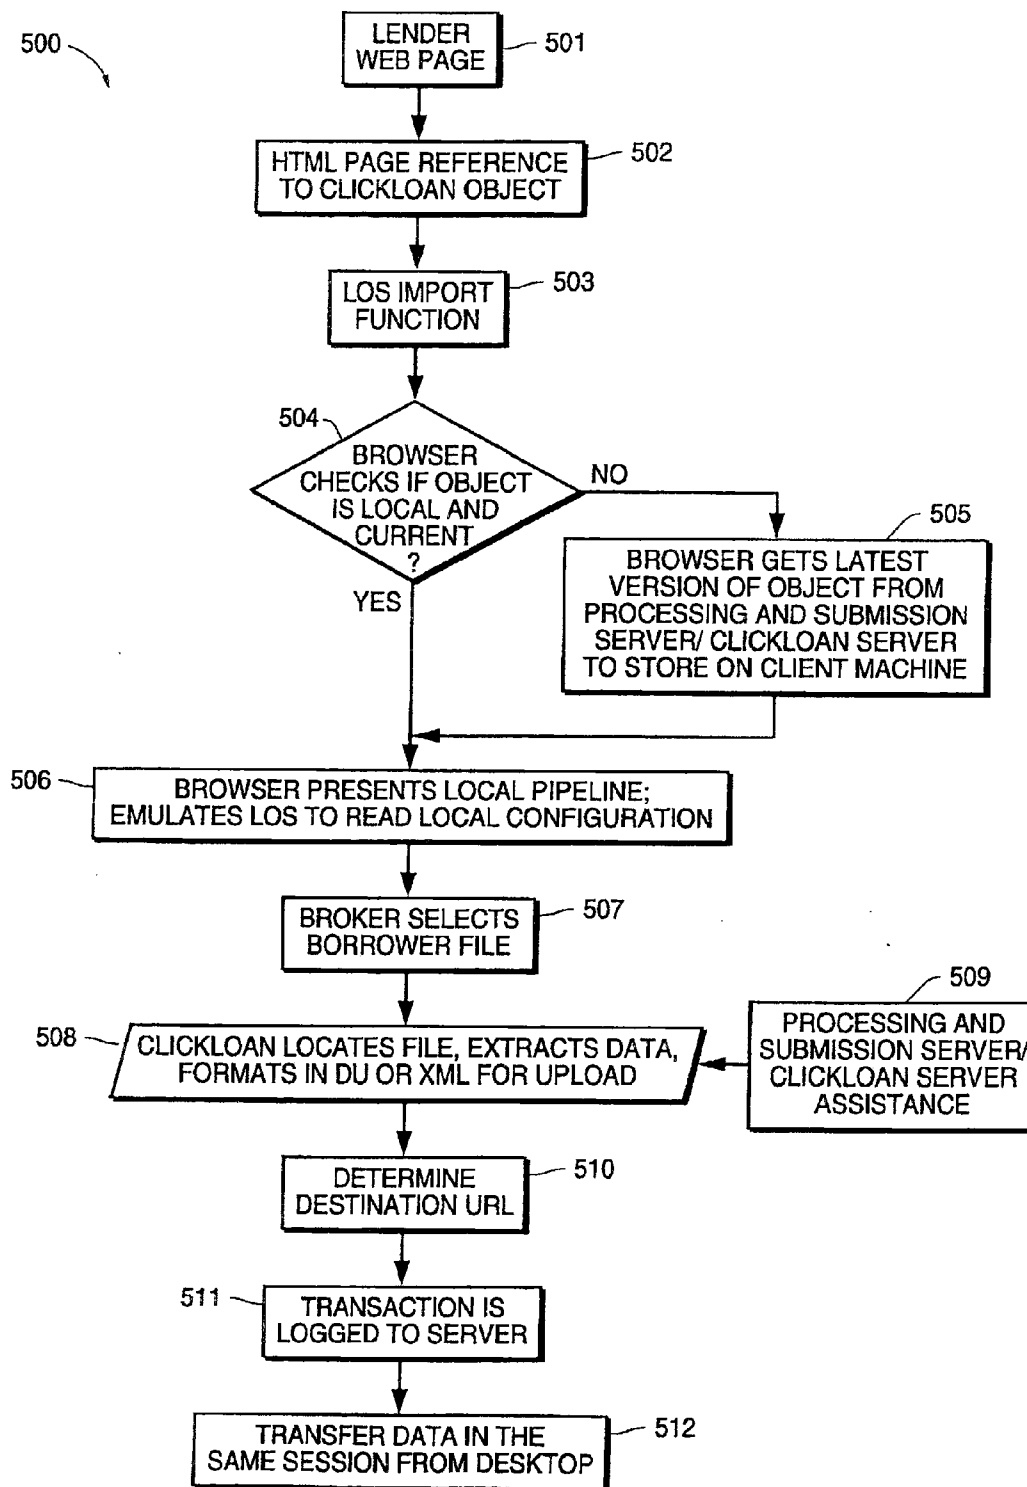 500
LENDER
WEB PAGE
501
HTML PAGE REFERENCE
TO CLICKLOAN OBJECT
502
LOS IMPORT
FUNCTION
503
504
BROWSER
CHECKS IF OBJECT
IS LOCAL AND
CURRENT
?
NO
YES
505
BROWSER GETS LATEST
VERSION OF OBJECT FROM
PROCESSING AND SUBMISSION
SERVER/ CLICKLOAN SERVER
TO STORE ON CLIENT MACHINE
506
BROWSER PRESENTS LOCAL PIPELINE;
EMULATES LOS TO READ LOCAL CONFIGURATION
BROKER SELECTS
BORROWER FILE
507
508
CLICKLOAN LOCATES FILE, EXTRACTS DATA,
FORMATS IN DU OR XML FOR UPLOAD
509
PROCESSING AND
SUBMISSION SERVER/
CLICKLOAN SERVER
ASSISTANCE
DETERMINE
DESTINATION URL
510
511
TRANSACTION IS
LOGGED TO SERVER
TRANSFER DATA IN THE
SAME SESSION FROM DESKTOP
512